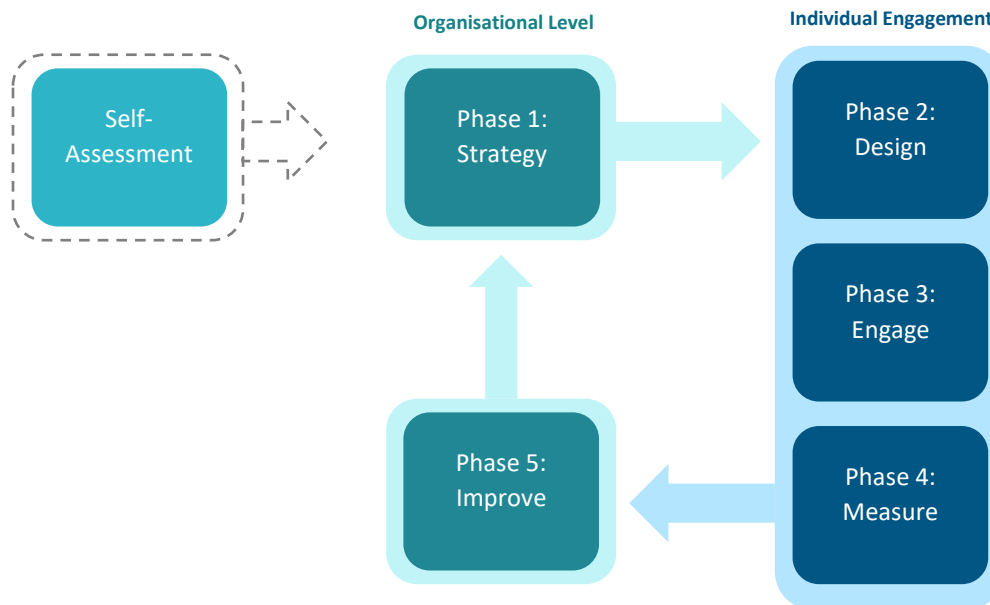 Organisational Level
Individual Engagement
Self-
Assessment
Phase 1:
Strategy
Phase 2:
Design
Phase 3:
Engage
Phase 4:
Measure
Phase 5:
Improve